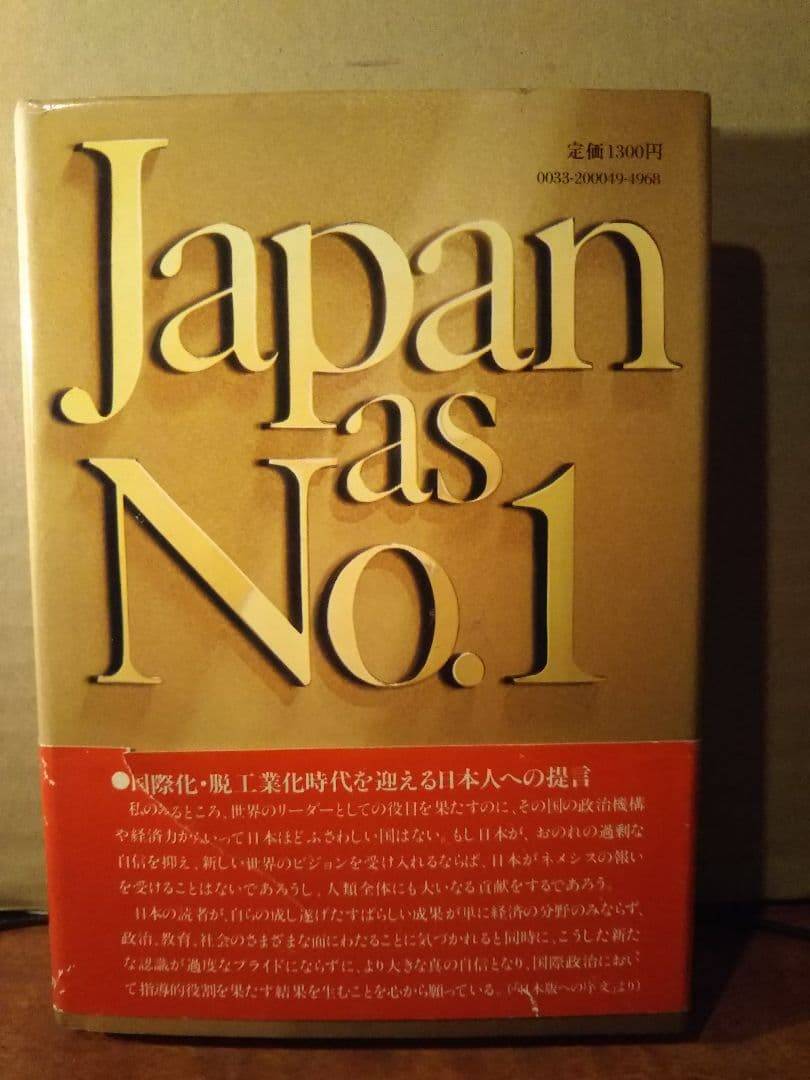 定価1300円
0033-200049-4968
Japan
as
No.1
●国際化・脱工業化時代を迎える日本人への提言
私のみるところ、世界のリーダーとしての役目を果たすのに、その国の政治機構
や経済力からいって日本ほどふさわしい国はない。もし日本が、おのれの過剰な
自信を抑え、新しい世界のビジョンを受け入れるならば、日本がネメシスの報い
を受けることはないであろうし、人類全体にも大いなる貢献をするであろう。
日本の読者が、自らの成し遂げたすばらしい成果が単に経済の分野のみならず、
政治、教育、社会のさまざまな面にわたることに気づかれると同時に、こうした新た
な認識が過度なプライドにならずに、より大きな真の自信となり、国際政治におい
て指導的役割を果たす結果を生むことを心から願っている。(「日本版への序文」より)